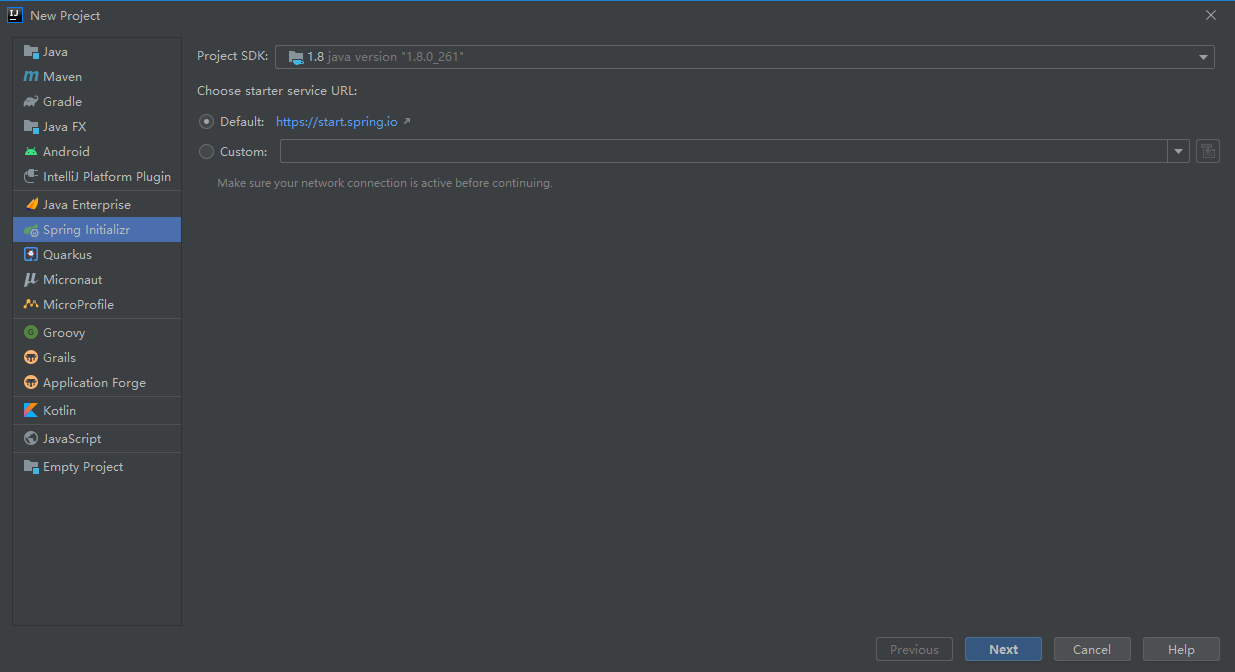 New Project
Java
Maven
Gradle
Java FX
Android
IntelliJ Platform Plugin
Java Enterprise
Spring Initializr
Quarkus
Micronaut
MicroProfile
Groovy
Grails
Application Forge
Kotlin
JavaScript
Empty Project
Project SDK: 1.8 java version "1.8.0_261"
Choose starter service URL:
Default: https://start.spring.io ↗
Custom:
Make sure your network connection is active before continuing.
Previous Next Cancel Help